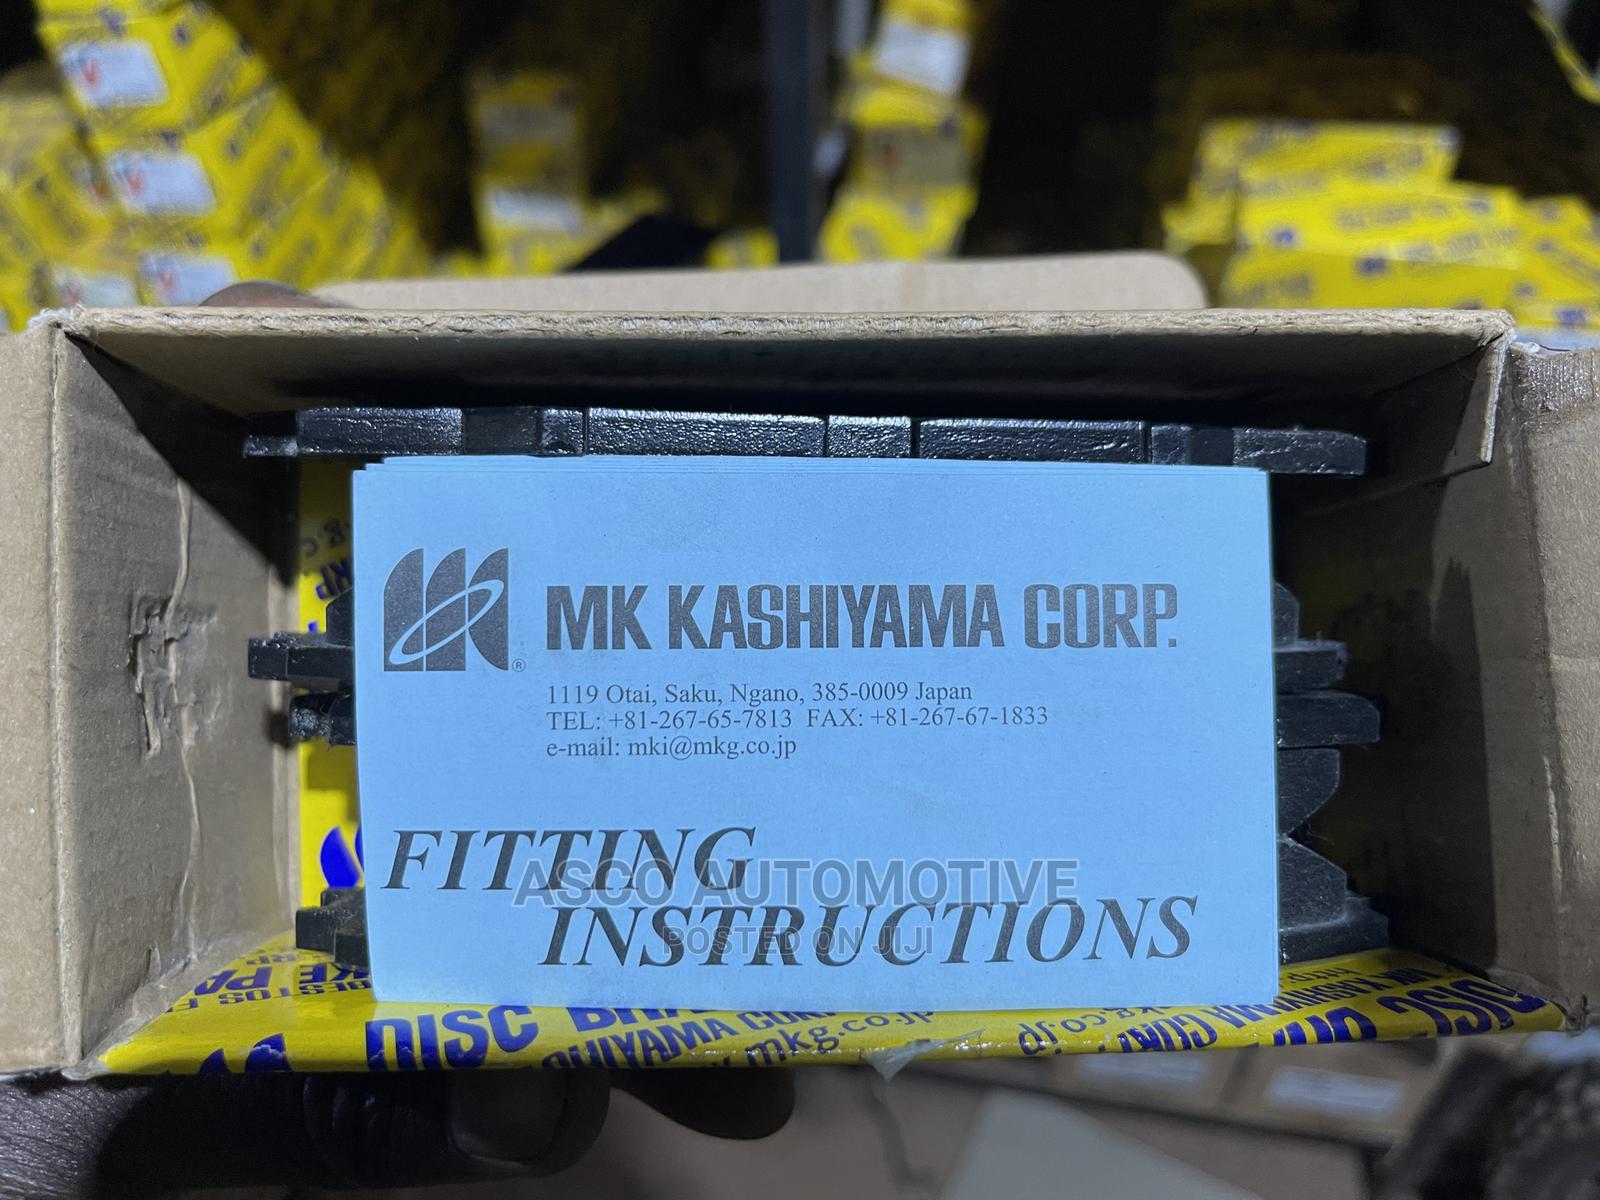 MK KASHIYAMA CORP.
®
1119 Otai, Saku, Ngano, 385-0009 Japan
TEL: +81-267-65-7813 FAX: +81-267-67-1833
e-mail: mki@mkg.co.jp
FITTING
ASCO AUTOMOTIVE
INSTRUCTIONS
POSTED ON JIJI
DISC
mkg.co.jp